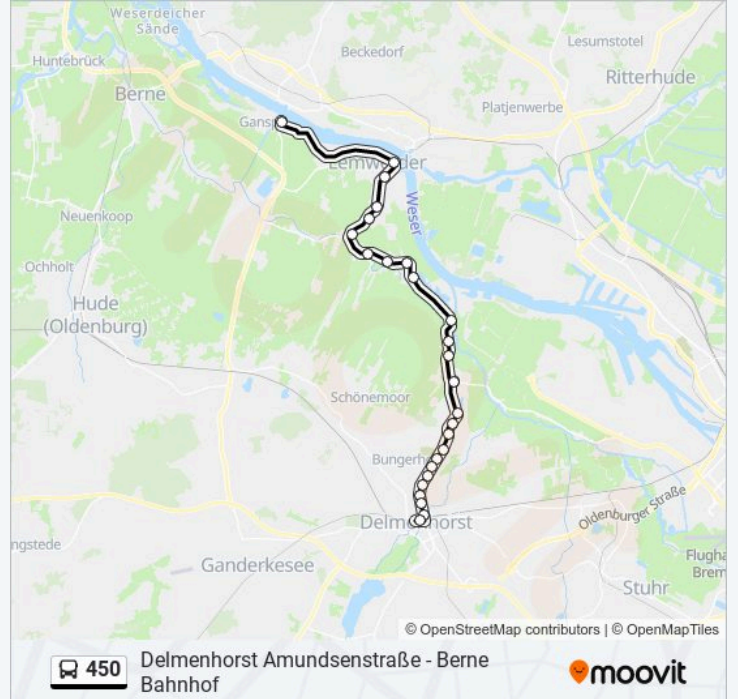 Weserdeicher
Sände
Lesumstotel
Beckedorf
Huntebrück
Ritterhude
Berne
Platjenwerbe
Gansp
Lemwerder
Weser
Neuenkoop
Ochholt
Hude
(Oldenburg)
Schönemoor
Bungerh
Oldenburger Straße
Delmenhorst
ngstede
Flugha
Brem
Ganderkesee
Stuhr
© OpenStreetMap contributors | © OpenMapTiles
450
Delmenhorst Amundsenstraße - Berne
Bahnhof
moovit